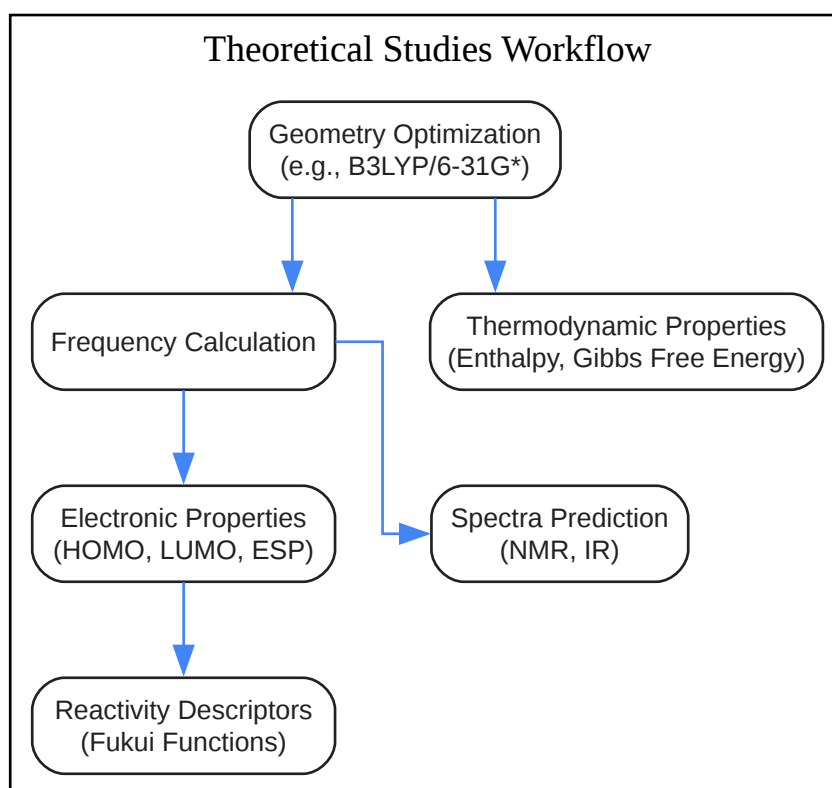 Theoretical Studies Workflow
Geometry Optimization
(e.g., B3LYP/6-31G*)
Frequency Calculation
Thermodynamic Properties
(Enthalpy, Gibbs Free Energy)
Electronic Properties
(HOMO, LUMO, ESP)
Spectra Prediction
(NMR, IR)
Reactivity Descriptors
(Fukui Functions)